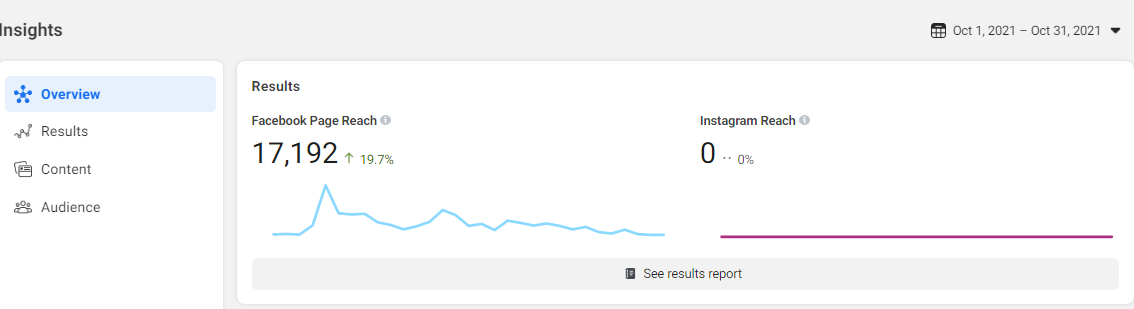 Insights
Oct 1, 2021 – Oct 31, 2021
Overview
Results
Content
Audience
Results
Facebook Page Reach
17,192 ↑ 19.7%
Instagram Reach
0 -- 0%
See results report